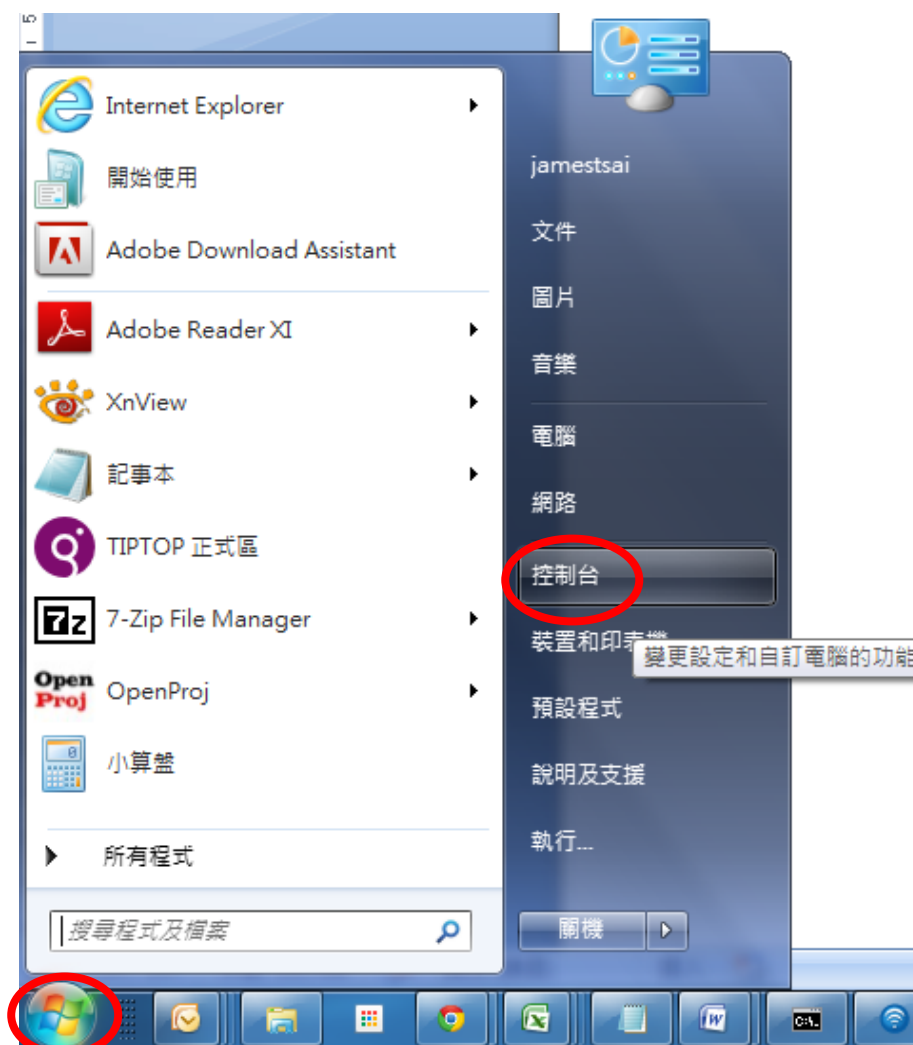 5
Internet Explorer
開始使用
Adobe Download Assistant
Adobe Reader XI
XnView
記事本
TIPTOP 正式區
7z
7-Zip File Manager
Open
Proj
OpenProj
小算盤
所有程式
搜尋程式及檔案
jamestsai
文件
圖片
音樂
電腦
網路
控制台
裝置和印表機
變更設定和自訂電腦的功能
預設程式
說明及支援
執行...
關機
C:\.